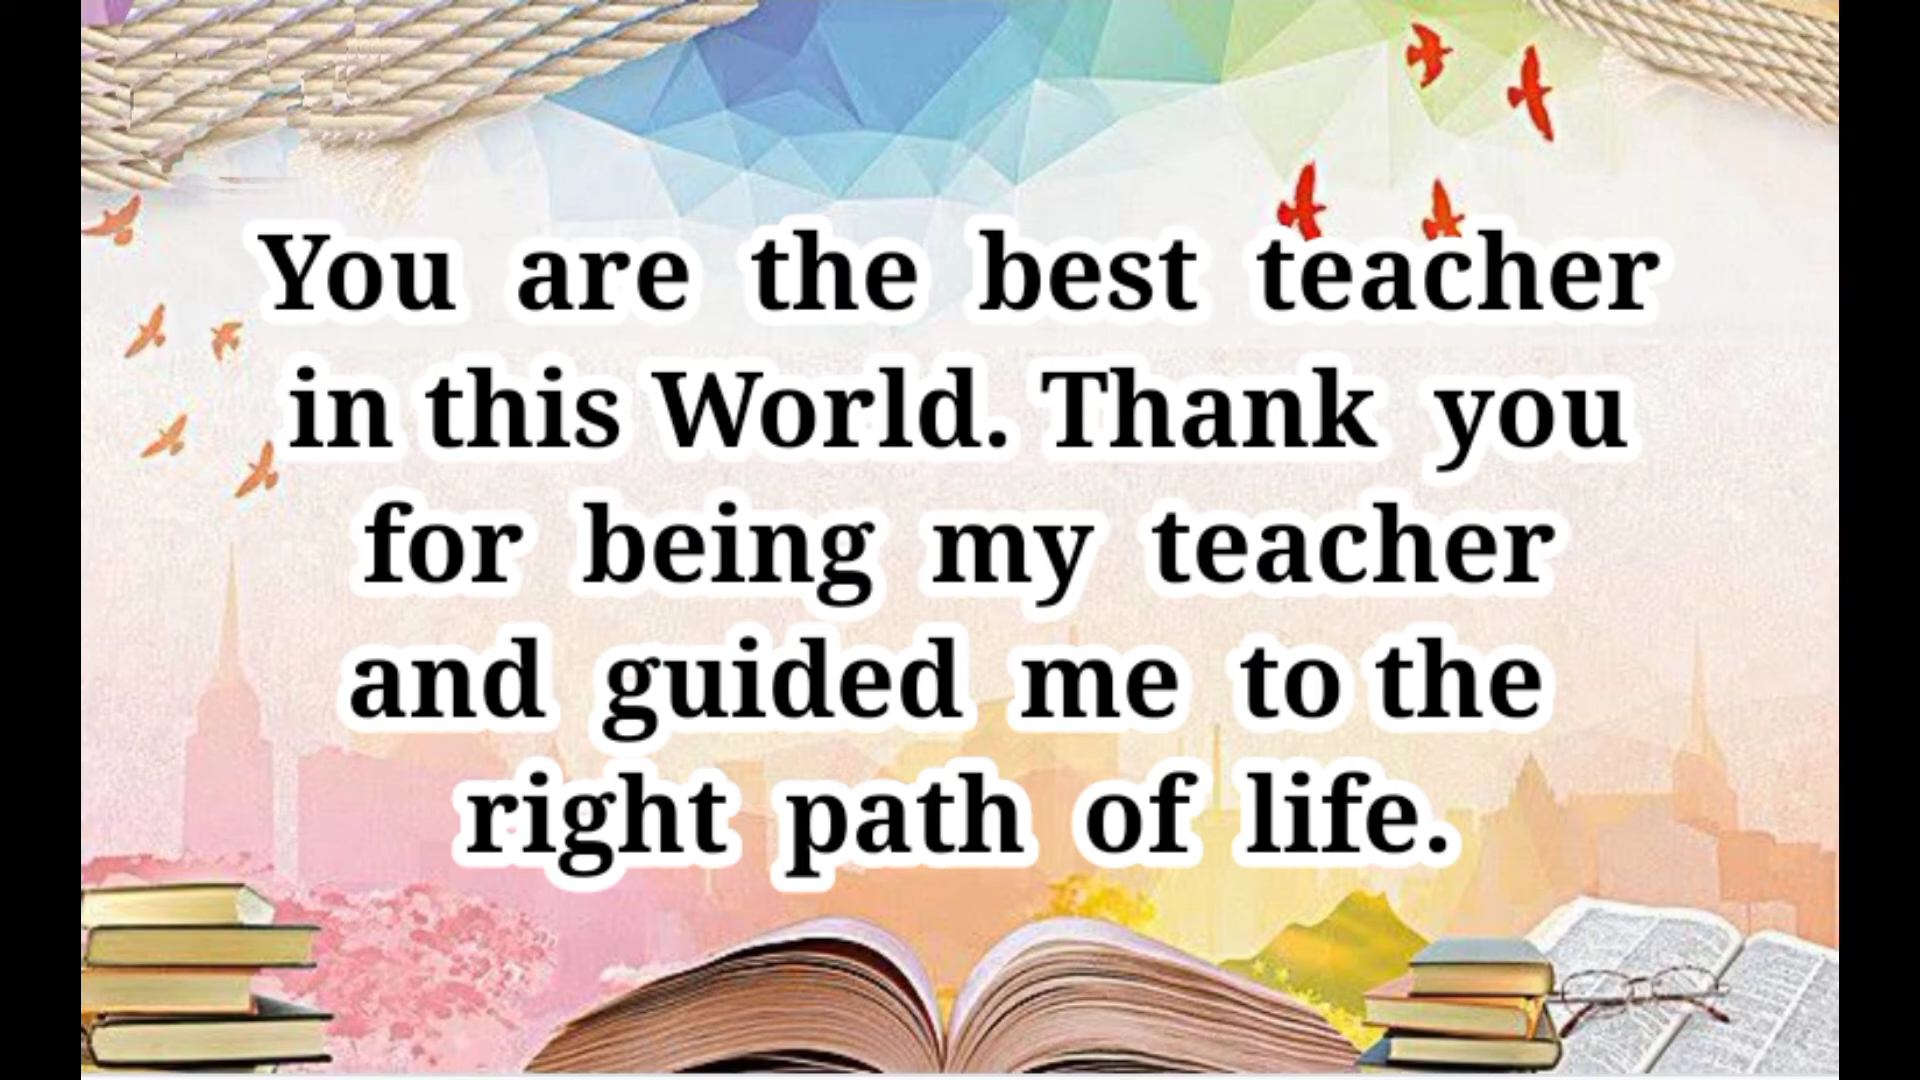 You are the best teacher
in this World. Thank you
for being my teacher
and guided me to the
right path of life.